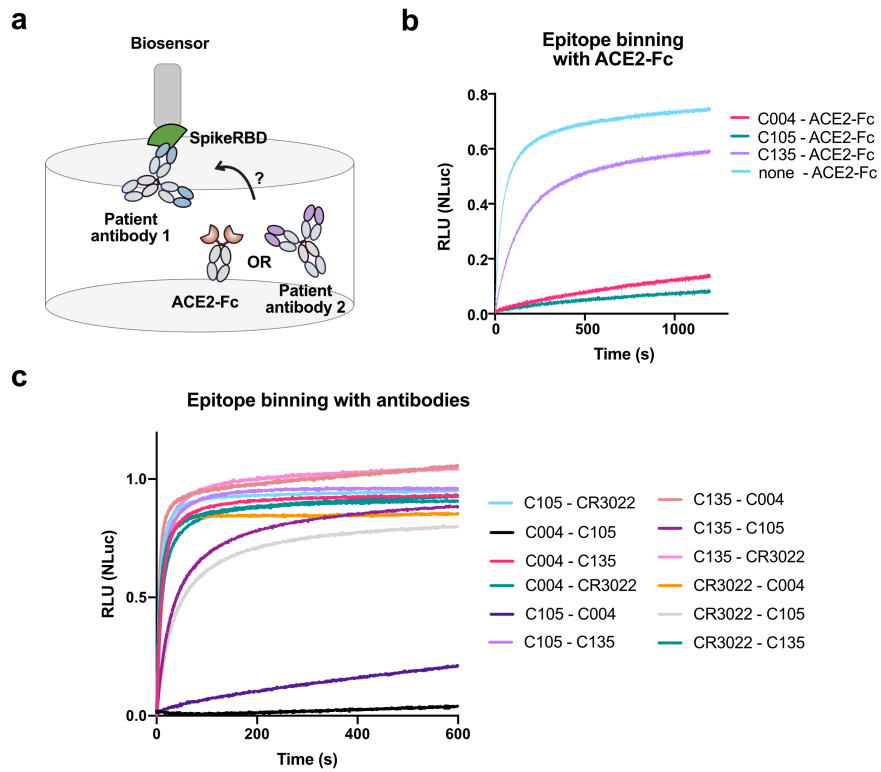 a
Biosensor
SpikeRBD
?
Patient
antibody 1
OR
ACE2-Fc
Patient
antibody 2
b
Epitope binning
with ACE2-Fc
0.8
0.6
0.4
0.2
0.0
RLU (NLuc)
0
500
1000
Time (s)
C004 - ACE2-Fc
C105 - ACE2-Fc
C135 - ACE2-Fc
none - ACE2-Fc
c
Epitope binning with antibodies
1.0
0.5
0.0
RLU (NLuc)
0
200
400
600
Time (s)
C105 - CR3022
C004 - C105
C004 - C135
C004 - CR3022
C105 - C004
C105 - C135
C135 - C004
C135 - C105
C135 - CR3022
CR3022 - C004
CR3022 - C105
CR3022 - C135